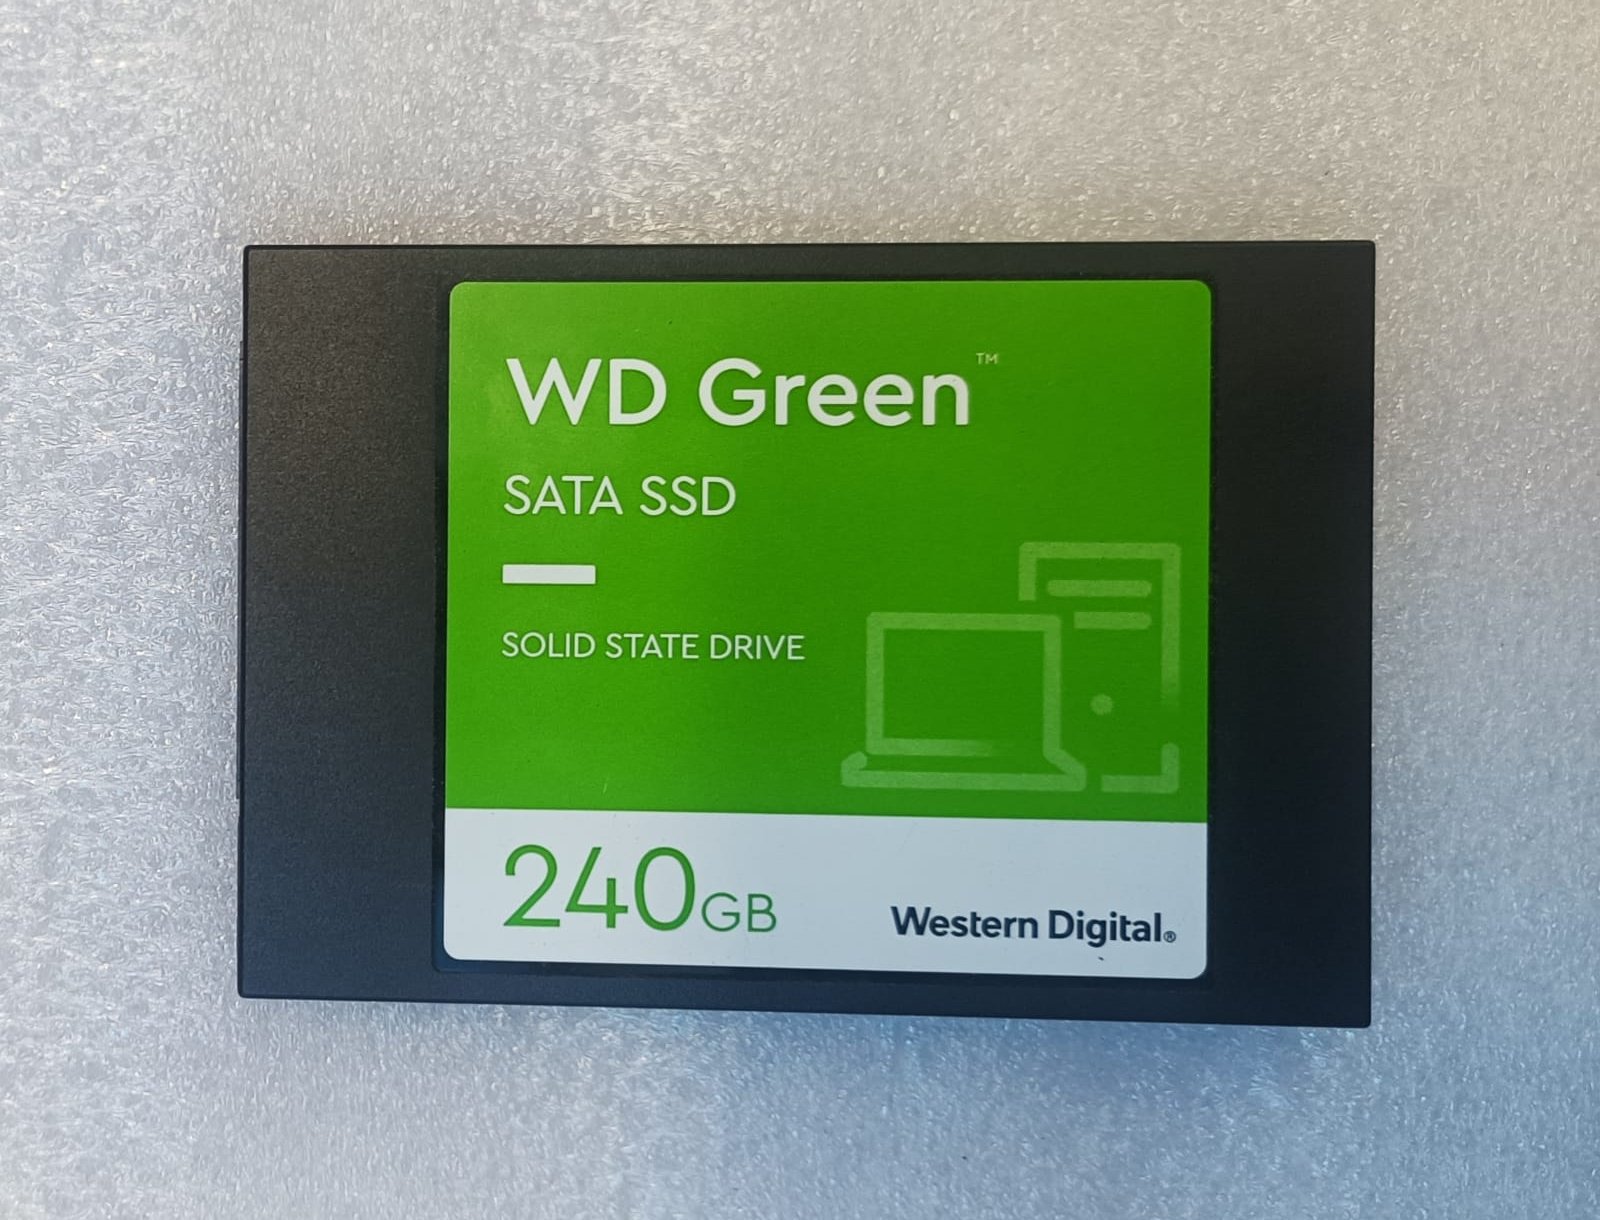 WD Green™
SATA SSD
SOLID STATE DRIVE
240GB
Western Digital®